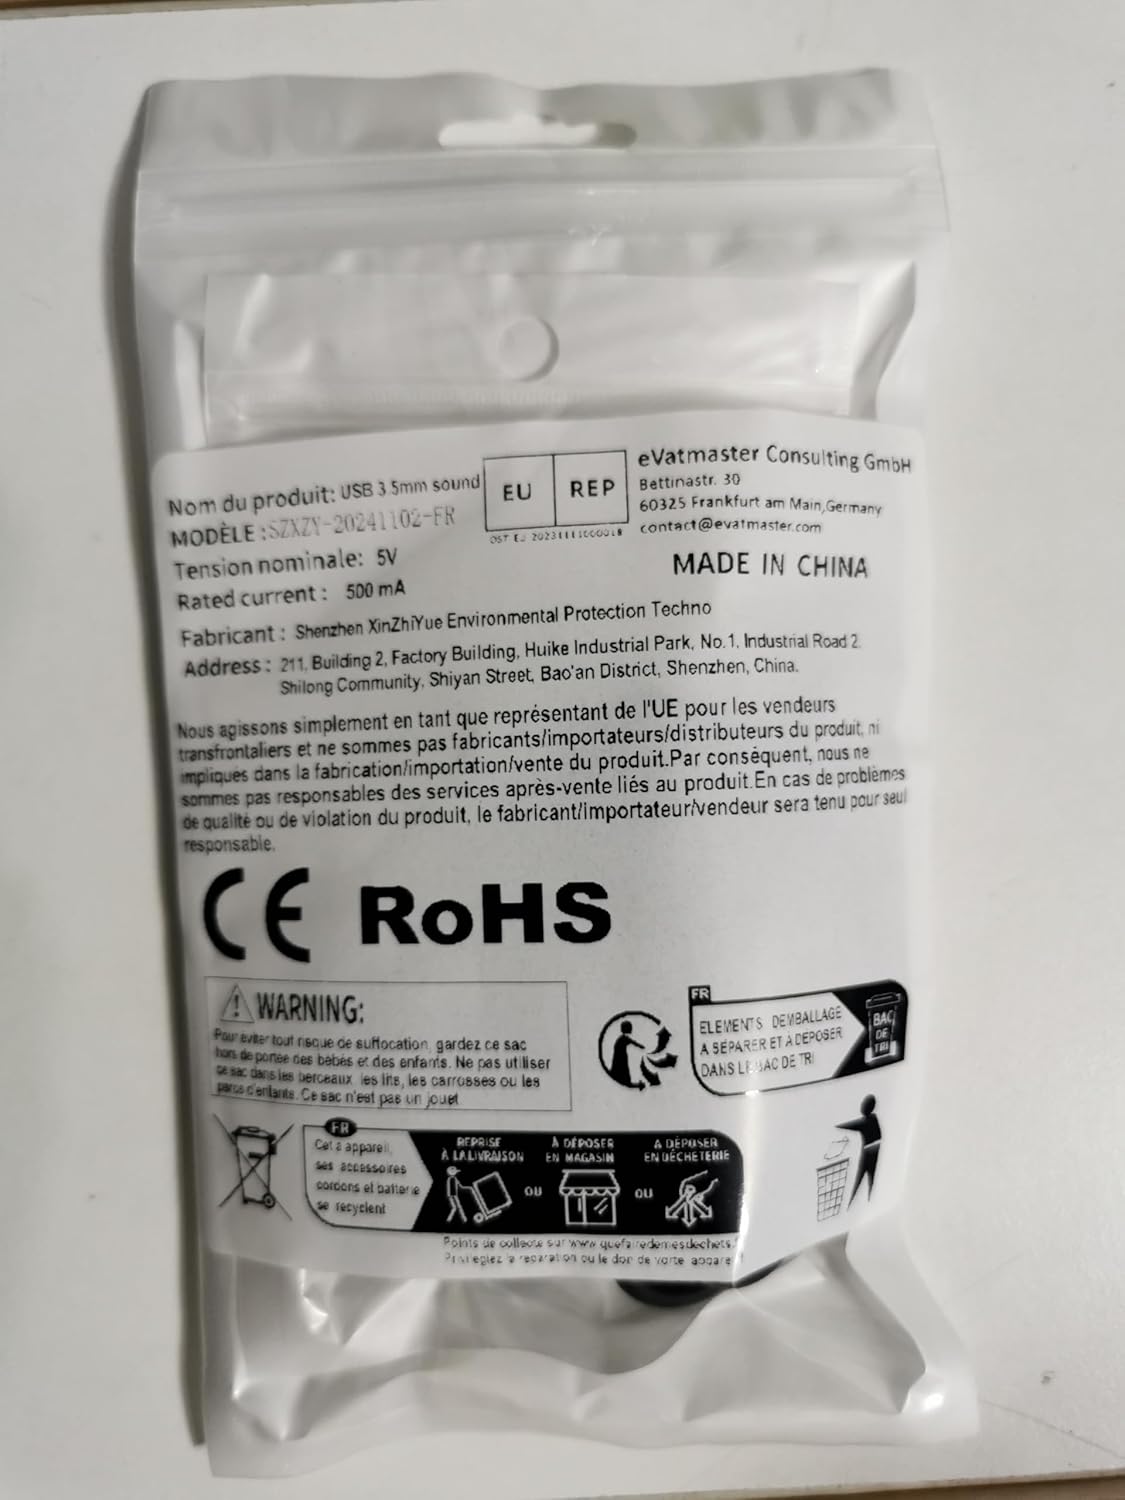 Nom du produit: USB 3 5mm sound
MODÈLE : SZXZY-20241102-FR
Tension nominale: 5V
Rated current : 500 mA
EU REP
eVatmaster Consulting GmbH
Bettinastr. 30
60325 Frankfurt am Main,Germany
contact@evatmaster.com
MADE IN CHINA
Fabricant : Shenzhen XinZhiYue Environmental Protection Techno
Address : 211, Building 2, Factory Building, Huike Industrial Park, No.1, Industrial Road 2
Shilong Community, Shiyan Street, Bao'an District, Shenzhen, China.
Nous agissons simplement en tant que représentant de l'UE pour les vendeurs
transfrontaliers et ne sommes pas fabricants/importateurs/distributeurs du produit, ni
impliques dans la fabrication/importation/vente du produit.Par conséquent, nous ne
sommes pas responsables des services après-vente liés au produit.En cas de problèmes
de qualité ou de violation du produit, le fabricant/importateur/vendeur sera tenu pour seul
responsable.
CE RoHS
WARNING:
Pour éviter tout risque de suffocation, gardez ce sac
hors de portée des bébés et des enfants. Ne pas utiliser
ce sac dans les berceaux, les lits, les carrosses ou les
parcs d'enfants. Ce sac n'est pas un jouet
FR
ELEMENTS DEMBALLAGE
A SÉPARER ET A DÉPOSER
DANS LE BAC DE TRI
BAC
DE
TRI
FR
appareil,
ses accessoires
cordons et batterie
se recyclent
REPRISE
À LA LIVRAISON
OU
À DÉPOSER
EN MAGASIN
OU
A DÉPOSER
EN DÉCHÈTERIE
Points de collecte sur www.quefairedemesdechets.